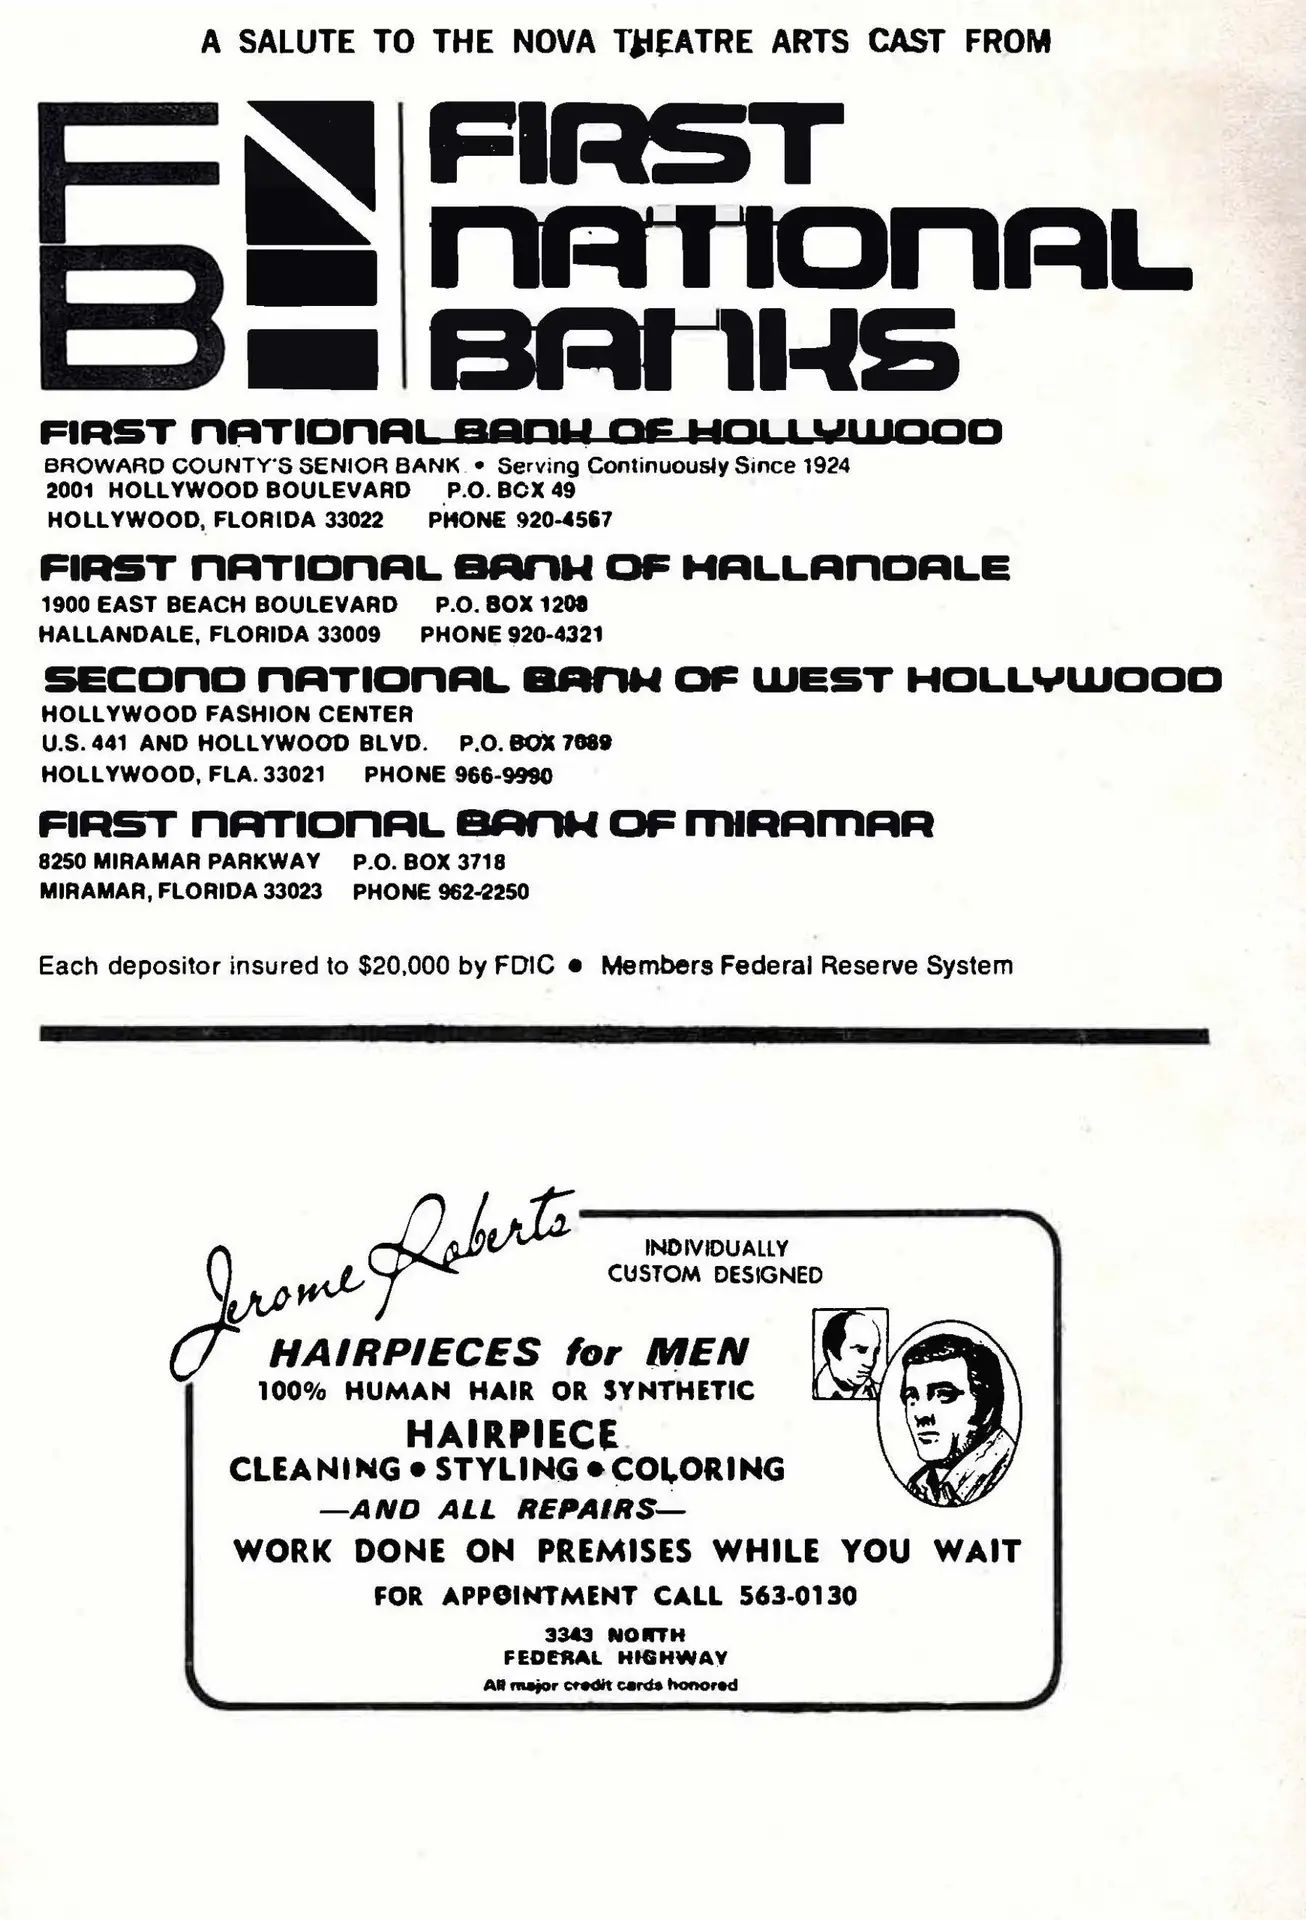 A SALUTE TO THE NOVA THEATRE ARTS CAST FROM
FNB
FIRST
NATIONAL
BANKS
FIRST NATIONAL BANK OF HOLLYWOOD
BROWARD COUNTY'S SENIOR BANK • Serving Continuously Since 1924
2001 HOLLYWOOD BOULEVARD P.O. BOX 49
HOLLYWOOD, FLORIDA 33022 PHONE 920-4567
FIRST NATIONAL BANK OF HALLANDALE
1900 EAST BEACH BOULEVARD P.O. BOX 1208
HALLANDALE, FLORIDA 33009 PHONE 920-4321
SECOND NATIONAL BANK OF WEST HOLLYWOOD
HOLLYWOOD FASHION CENTER
U.S. 441 AND HOLLYWOOD BLVD. P.O. BOX
HOLLYWOOD, FLA. 33021 PHONE
FIRST NATIONAL BANK OF MIRAMAR
8250 MIRAMAR PARKWAY P.O. BOX 3718
MIRAMAR, FLORIDA 33023 PHONE 962-2250
Each depositor insured to $20,000 by FDIC • Members Federal Reserve System
Jerome Roberts
INDIVIDUALLY
CUSTOM DESIGNED
HAIRPIECES for MEN
100% HUMAN HAIR OR SYNTHETIC
HAIRPIECE
CLEANING • STYLING • COLORING
—AND ALL REPAIRS—
WORK DONE ON PREMISES WHILE YOU WAIT
FOR APPOINTMENT CALL 563-0130
3343 NORTH
FEDERAL HIGHWAY
All major credit cards honored